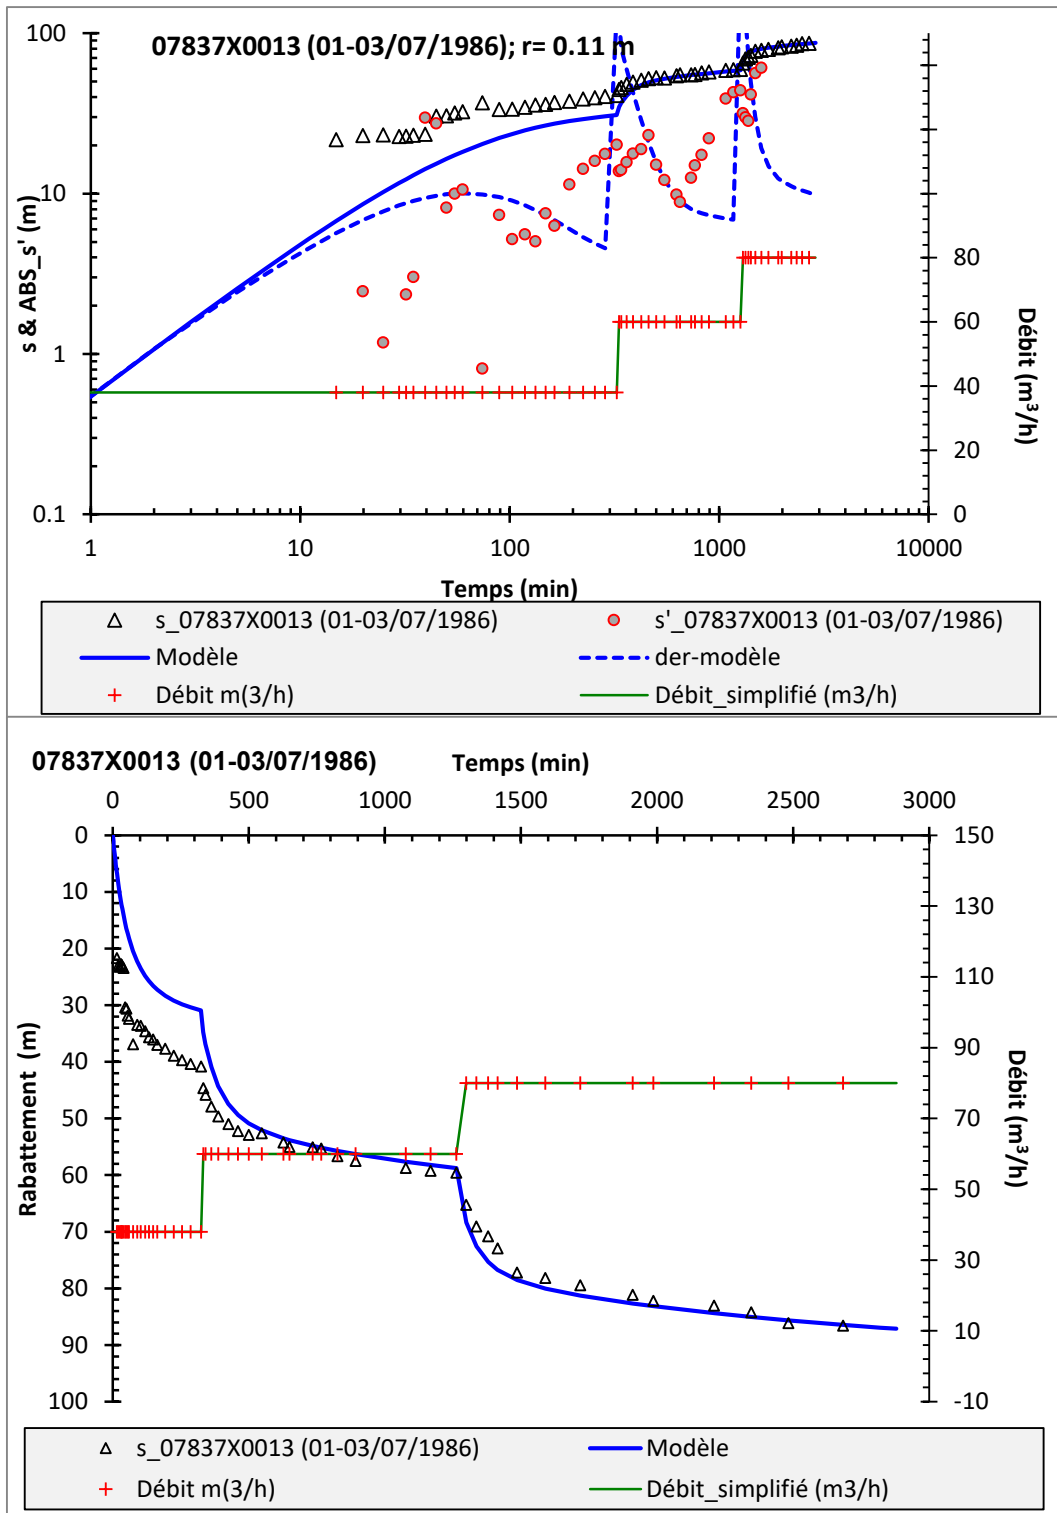 07837X0013 (01-03/07/1986); r= 0.11 m
100
10
1
0.1
s & ABS_s' (m)
80
60
40
20
0
Débit (m³/h)
1
10
100
1000
10000
Temps (min)
s_07837X0013 (01-03/07/1986)
s'_07837X0013 (01-03/07/1986)
Modèle
der-modèle
Débit m(3/h)
Débit_simplifié (m3/h)
07837X0013 (01-03/07/1986)
Temps (min)
0
500
1000
1500
2000
2500
3000
0
10
20
30
40
50
60
70
80
90
100
Rabattement (m)
150
130
110
90
70
50
30
10
-10
Débit (m³/h)
s_07837X0013 (01-03/07/1986)
Modèle
Débit m(3/h)
Débit_simplifié (m3/h)